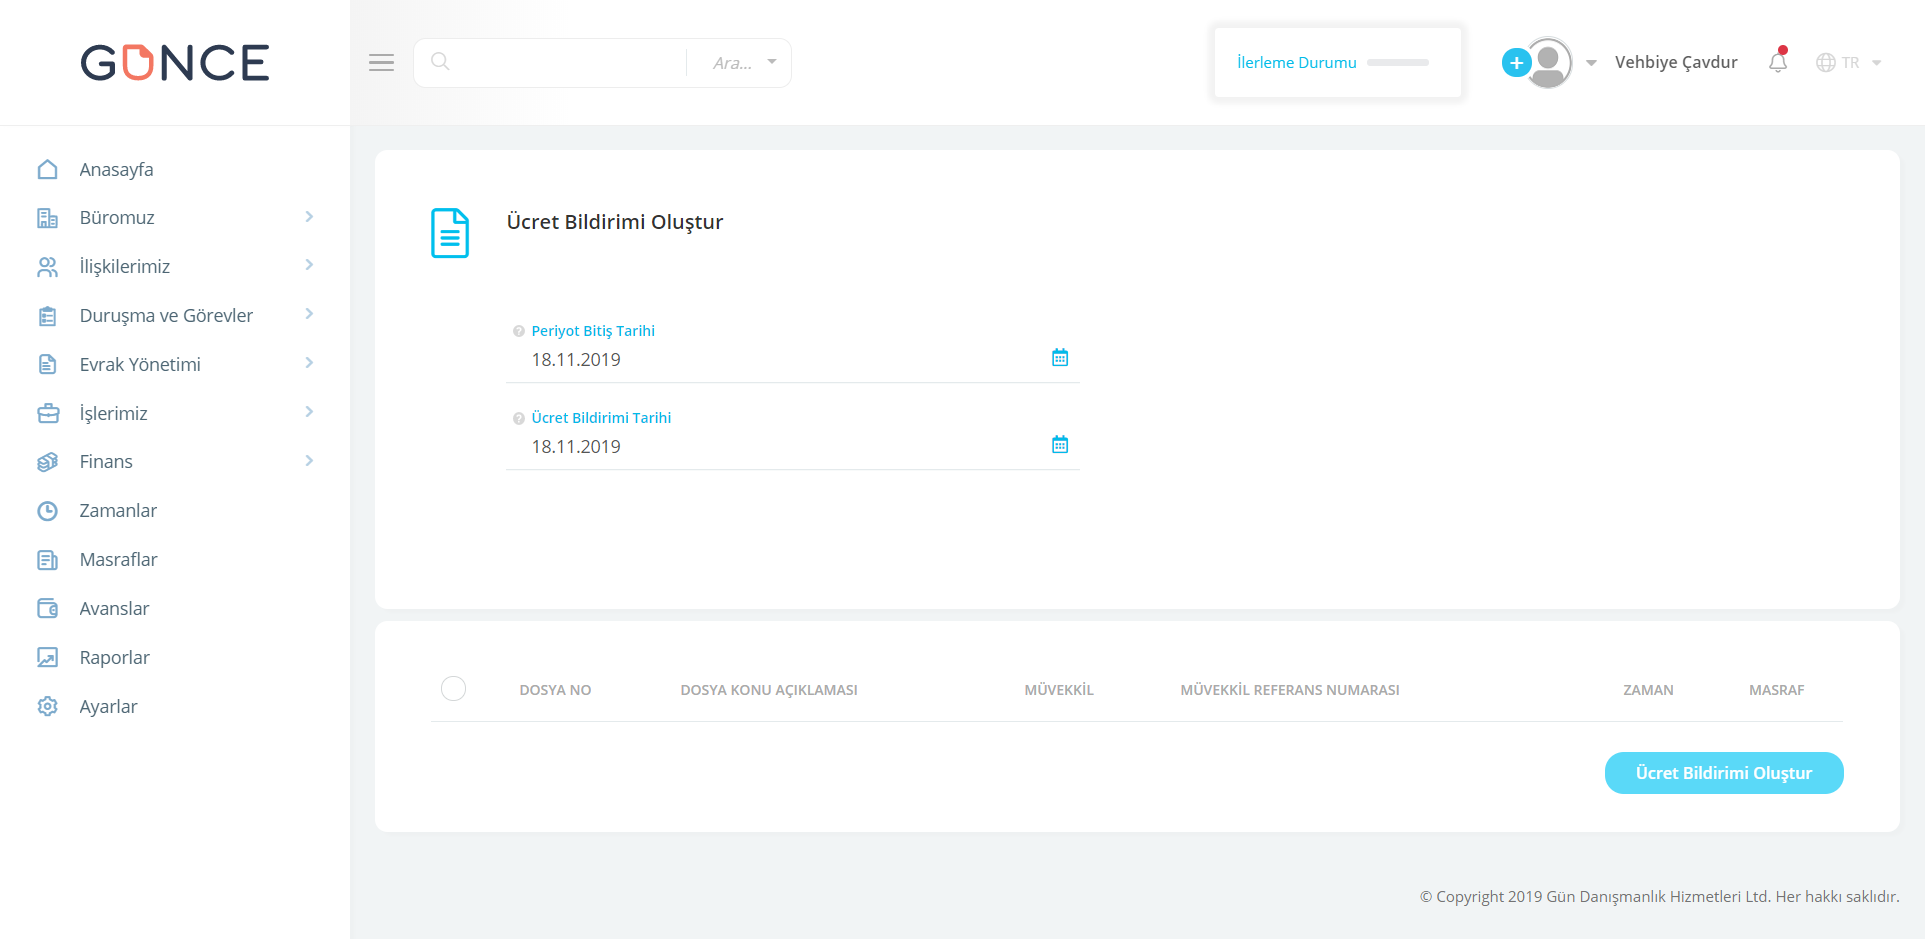 GÜNCE
Ara...
İlerleme Durumu
Vehbiye Çavdur
TR
Anasayfa
Büromuz
İlişkilerimiz
Duruşma ve Görevler
Evrak Yönetimi
İşlerimiz
Finans
Zamanlar
Masraflar
Avanslar
Raporlar
Ayarlar
Ücret Bildirimi Oluştur
Periyot Bitiş Tarihi
18.11.2019
Ücret Bildirimi Tarihi
18.11.2019
DOSYA NO DOSYA KONU AÇIKLAMASI MÜVEKKİL MÜVEKKİL REFERANS NUMARASI ZAMAN MASRAF
Ücret Bildirimi Oluştur
© Copyright 2019 Gün Danışmanlık Hizmetleri Ltd. Her hakkı saklıdır.